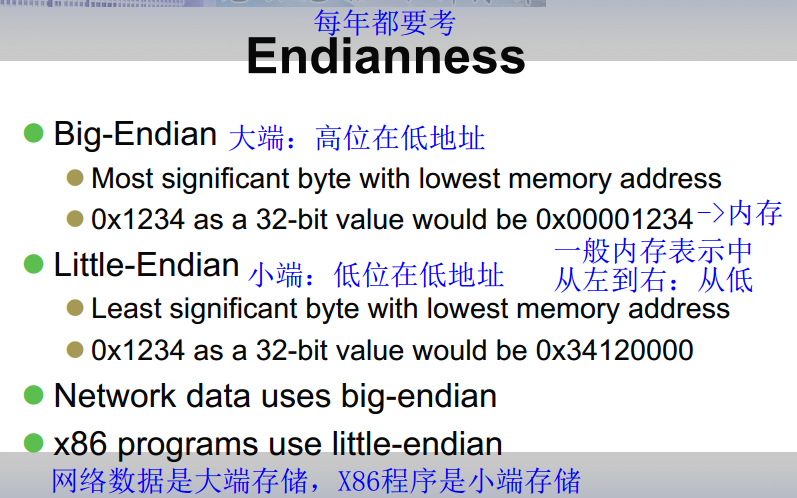 每年都要考
Endianness
Big-Endian 大端：高位在低地址
Most significant byte with lowest memory address
0x1234 as a 32-bit value would be 0x00001234->内存
一般内存表示中
从左到右：从低
Little-Endian 小端：低位在低地址
Least significant byte with lowest memory address
0x1234 as a 32-bit value would be 0x34120000
Network data uses big-endian
x86 programs use little-endian
网络数据是大端存储，X86程序是小端存储